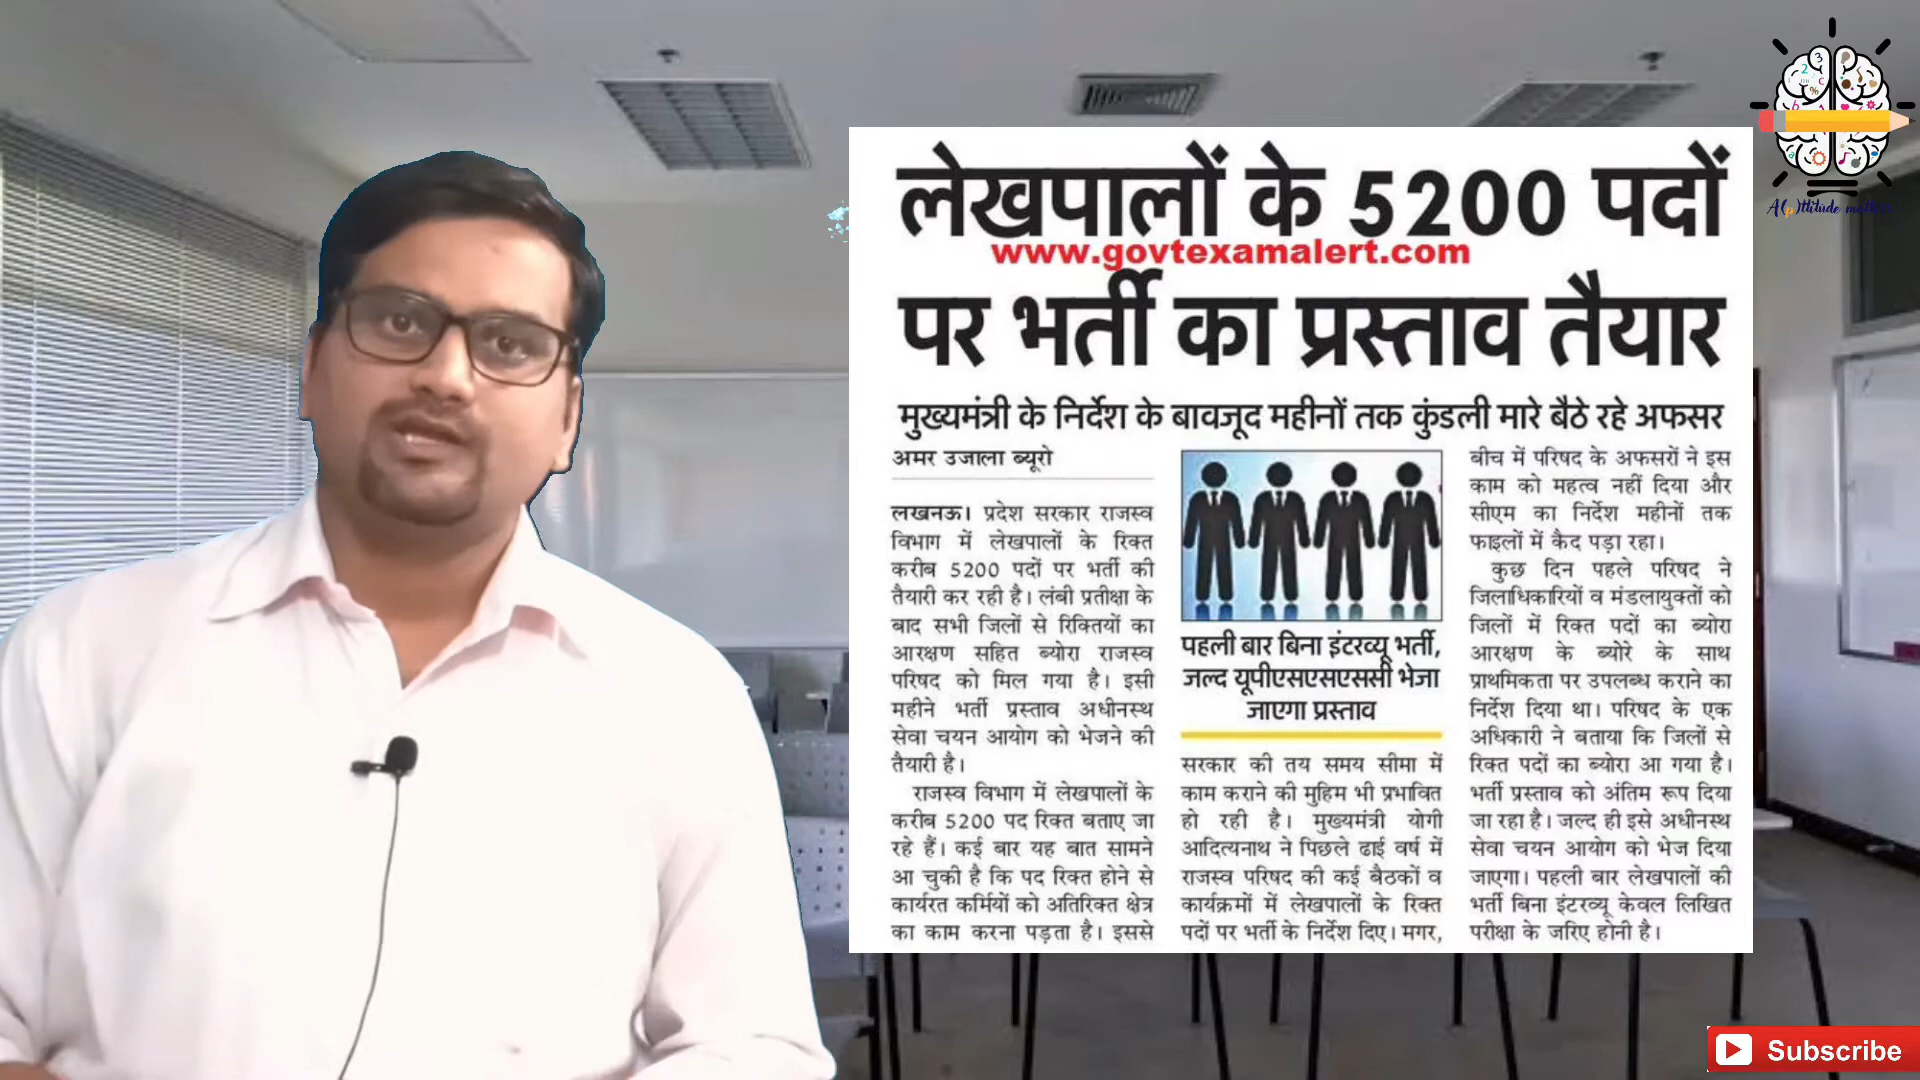 लेखपालों के 5200 पदों
www.govtexamalert.com
पर भर्ती का प्रस्ताव तैयार
मुख्यमंत्री के निर्देश के बावजूद महीनों तक कुंडली मारे बैठे रहे अफसर
अमर उजाला ब्यूरो
लखनऊ। प्रदेश सरकार राजस्व
विभाग में लेखपालों के रिक्त
करीब 5200 पदों पर भर्ती की
तैयारी कर रही है। लंबी प्रतीक्षा के
बाद सभी जिलों से रिक्तियों का
आरक्षण सहित ब्योरा राजस्व
परिषद को मिल गया है। इसी
महीने भर्ती प्रस्ताव अधीनस्थ
सेवा चयन आयोग को भेजने की
तैयारी है।
राजस्व विभाग में लेखपालों के
करीब 5200 पद रिक्त बताए जा
रहे हैं। कई बार यह बात सामने
आ चुकी है कि पद रिक्त होने से
कार्यरत कर्मियों को अतिरिक्त क्षेत्र
का काम करना पड़ता है। इससे
पहली बार बिना इंटरव्यू भर्ती,
जल्द यूपीएसएसएससी भेजा
जाएगा प्रस्ताव
सरकार की तय समय सीमा में
काम कराने की मुहिम भी प्रभावित
हो रही है। मुख्यमंत्री योगी
आदित्यनाथ ने पिछले ढाई वर्ष में
राजस्व परिषद की कई बैठकों व
कार्यक्रमों में लेखपालों के रिक्त
पदों पर भर्ती के निर्देश दिए। मगर,
बीच में परिषद के अफसरों ने इस
काम को महत्व नहीं दिया और
सीएम का निर्देश महीनों तक
फाइलों में कैद पड़ा रहा।
कुछ दिन पहले परिषद ने
जिलाधिकारियों व मंडलायुक्तों को
जिलों में रिक्त पदों का ब्योरा
आरक्षण के ब्योरे के साथ
प्राथमिकता पर उपलब्ध कराने का
निर्देश दिया था। परिषद के एक
अधिकारी ने बताया कि जिलों से
रिक्त पदों का ब्योरा आ गया है।
भर्ती प्रस्ताव को अंतिम रूप दिया
जा रहा है। जल्द ही इसे अधीनस्थ
सेवा चयन आयोग को भेज दिया
जाएगा। पहली बार लेखपालों की
भर्ती बिना इंटरव्यू केवल लिखित
परीक्षा के जरिए होनी है।
A(p)ttitude
Subscribe